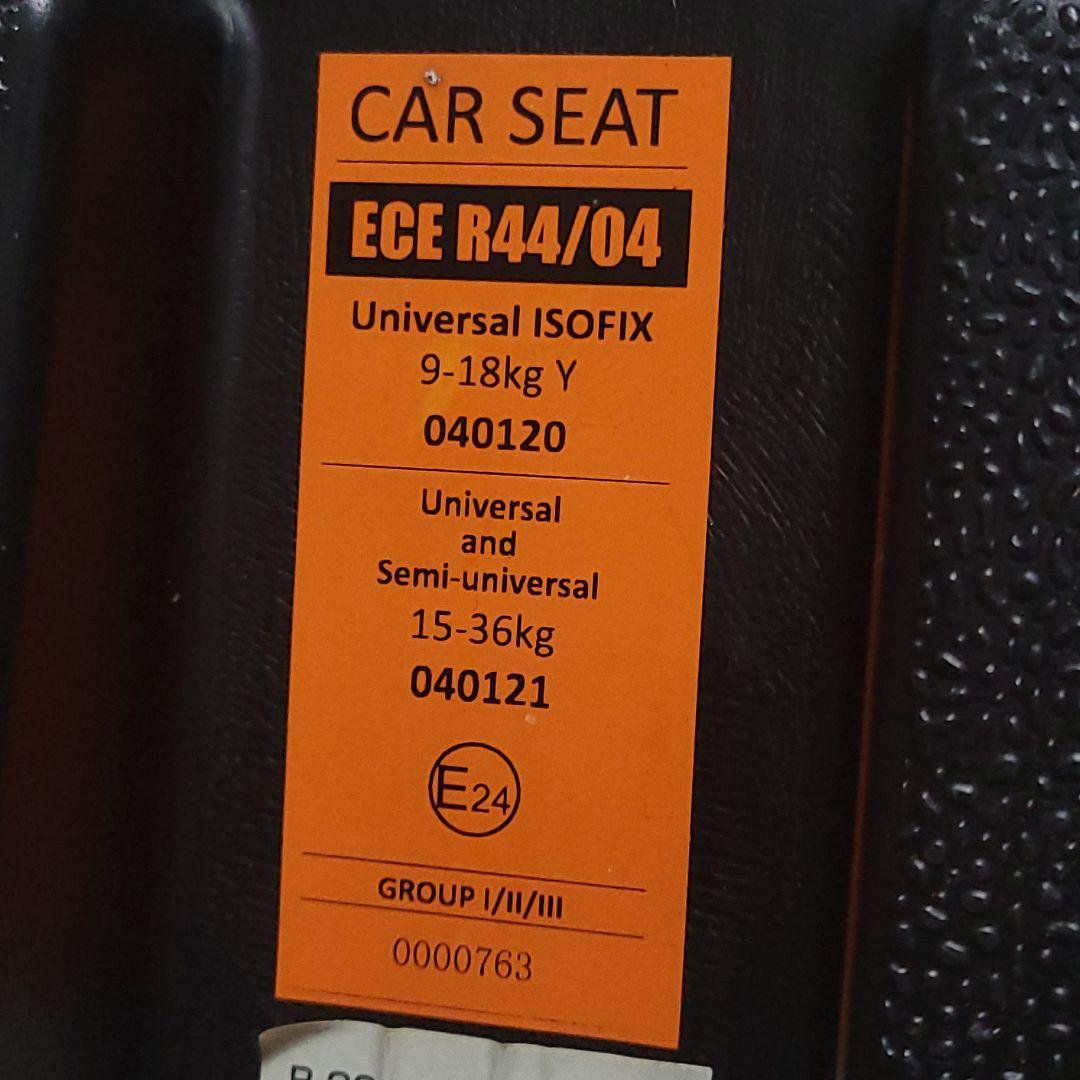 CAR SEAT
ECE R44/04
Universal ISOFIX
9-18kg Y
040120
Universal
and
Semi-universal
15-36kg
040121
E24
GROUP I/II/III
0000763